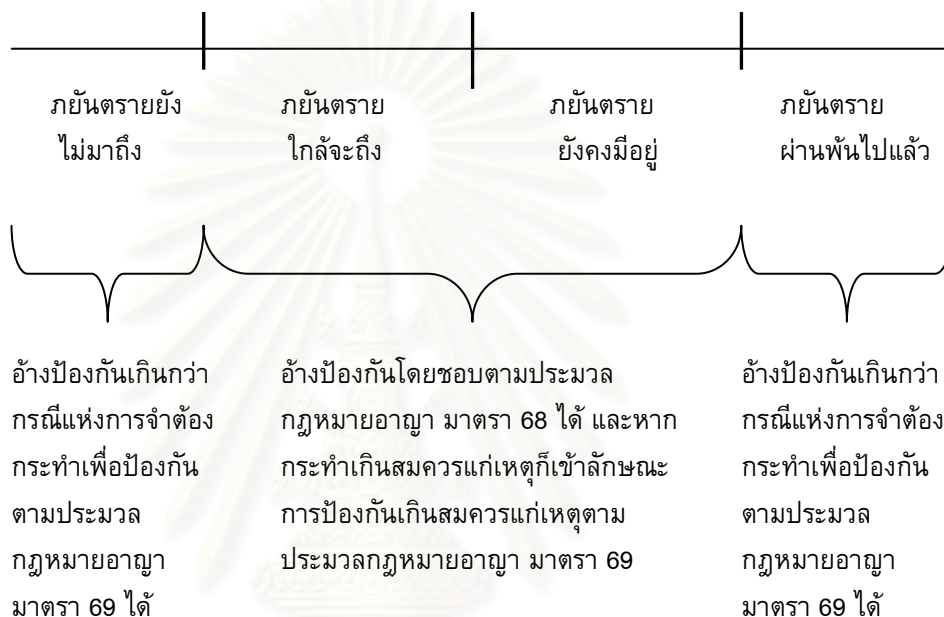 ภยันตรายยัง
ไม่มาถึง
ภยันตราย
ใกล้จะถึง
ภยันตราย
ยังคงมีอยู่
ภยันตราย
ผ่านพ้นไปแล้ว
อ้างป้องกันเกินกว่า
กรณีแห่งการจำต้อง
กระทำเพื่อป้องกัน
ตามประมวล
กฎหมายอาญา
มาตรา 69 ได้
อ้างป้องกันโดยชอบตามประมวล
กฎหมายอาญา มาตรา 68 ได้ และหาก
กระทำเกินสมควรแก่เหตุก็เข้าลักษณะ
การป้องกันเกินสมควรแก่เหตุตาม
ประมวลกฎหมายอาญา มาตรา 69
อ้างป้องกันเกินกว่า
กรณีแห่งการจำต้อง
กระทำเพื่อป้องกัน
ตามประมวล
กฎหมายอาญา
มาตรา 69 ได้